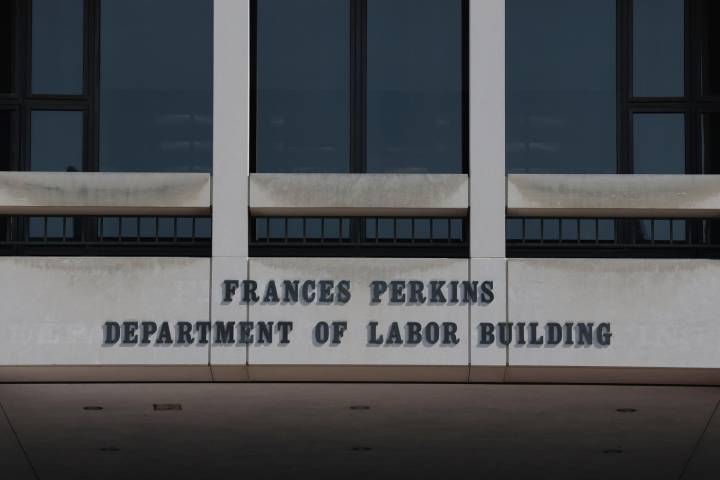 FRANCES PERKINS
DEPARTMENT OF LABOR BUILDING